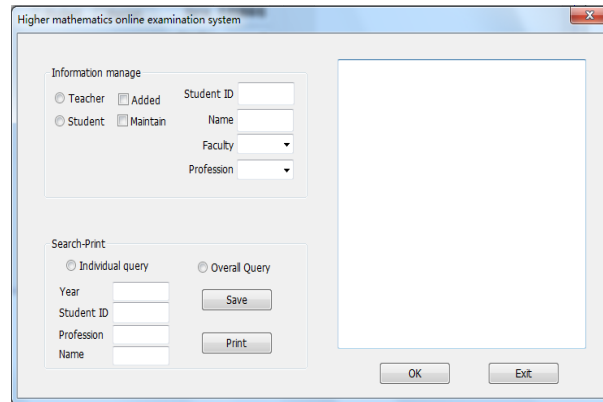 Higher mathematics online examination system
Information manage
Teacher Added Student ID
Student Maintain Name
Faculty
Profession
Search-Print
Individual query Overall Query
Year
Save
Student ID
Profession
Print
Name
OK Exit